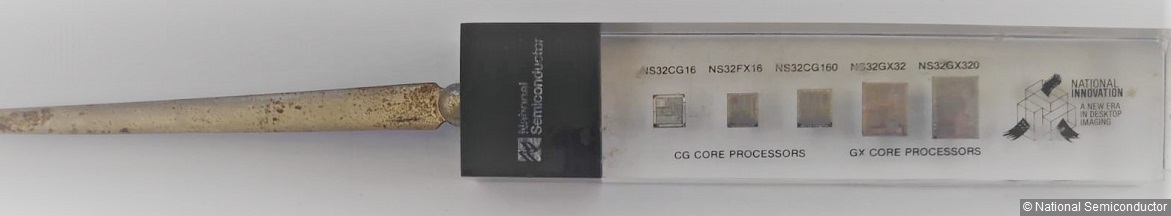 National
Semiconductor
NS32CG16 NS32FX16 NS32CG160 NS32GX32 NS32GX320
CG CORE PROCESSORS GX CORE PROCESSORS
NATIONAL
INNOVATION
A NEW ERA
IN DESKTOP
IMAGING
© National Semiconductor